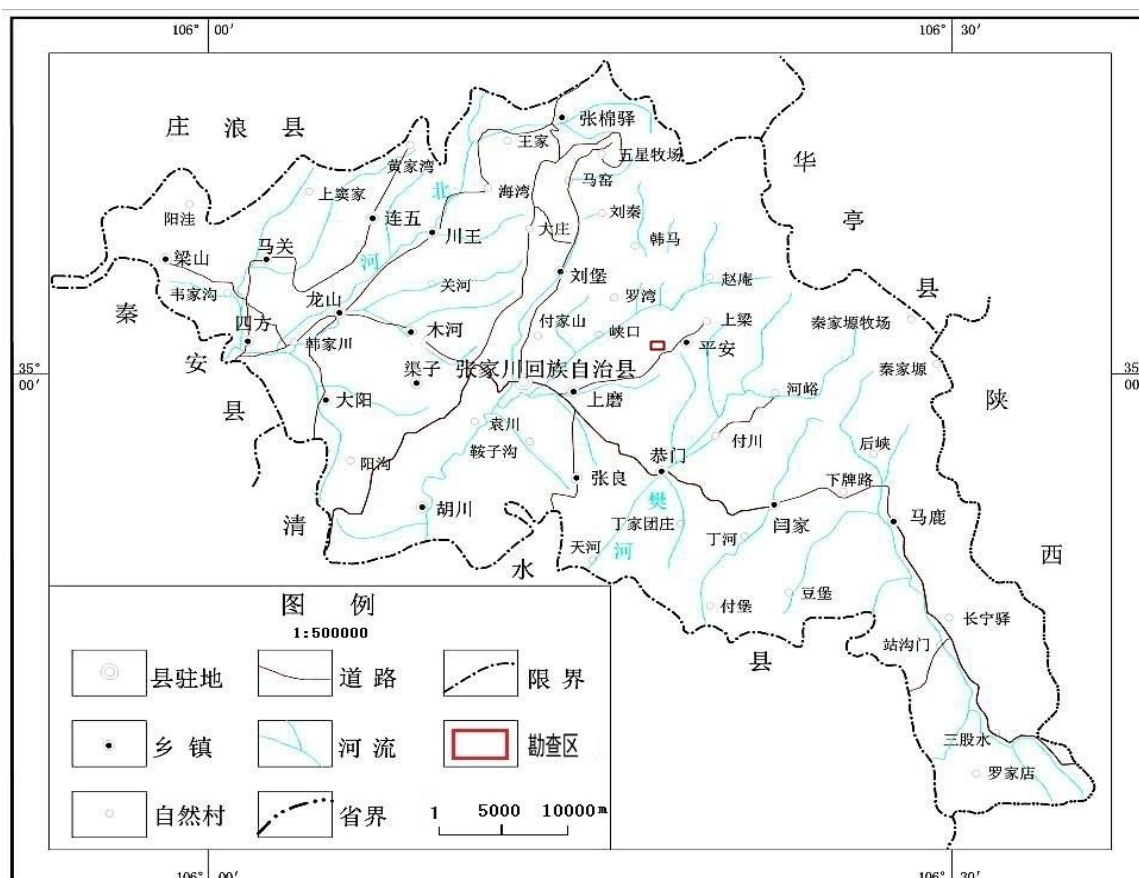 106° 00′
106° 30′
庄浪县
华亭县
张棉驿
王家
五星牧场
黄家湾
马窑
北河
海湾
上窦家
阳洼
连五
川王
大庄
刘秦
韩马
马关
梁山
韦家沟
关河
刘堡
罗湾
赵庵
龙山
木河
付家山
峡口
上梁
秦家塬牧场
秦安县
四方
韩家川
平安
渠子
张家川回族自治县
秦家塬
35° 00′
35° 00′
大阳
上磨
河峪
陕西
袁川
鞍子沟
付川
后峡
阳沟
恭门
张良
下牌路
胡川
樊河
丁家团庄
闫家
马鹿
清水县
天河
丁河
付堡
豆堡
长宁驿
站沟门
三股水
罗家店
图 例
1:500000
县驻地
道路
限界
乡镇
河流
勘查区
自然村
省界
1 5000 10000m
106° 00′
106° 30′